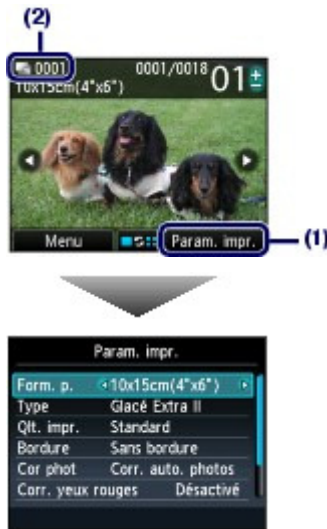 (2)
0001 0001/0018 01±
10x15cm(4"x6")
Menu Param. impr. (1)
Param. impr.
Form. p. 10x15cm(4"x6")
Type Glacé Extra II
Qlt. impr. Standard
Bordure Sans bordure
Cor phot Corr. auto. photos
Corr. yeux rouges Désactivé